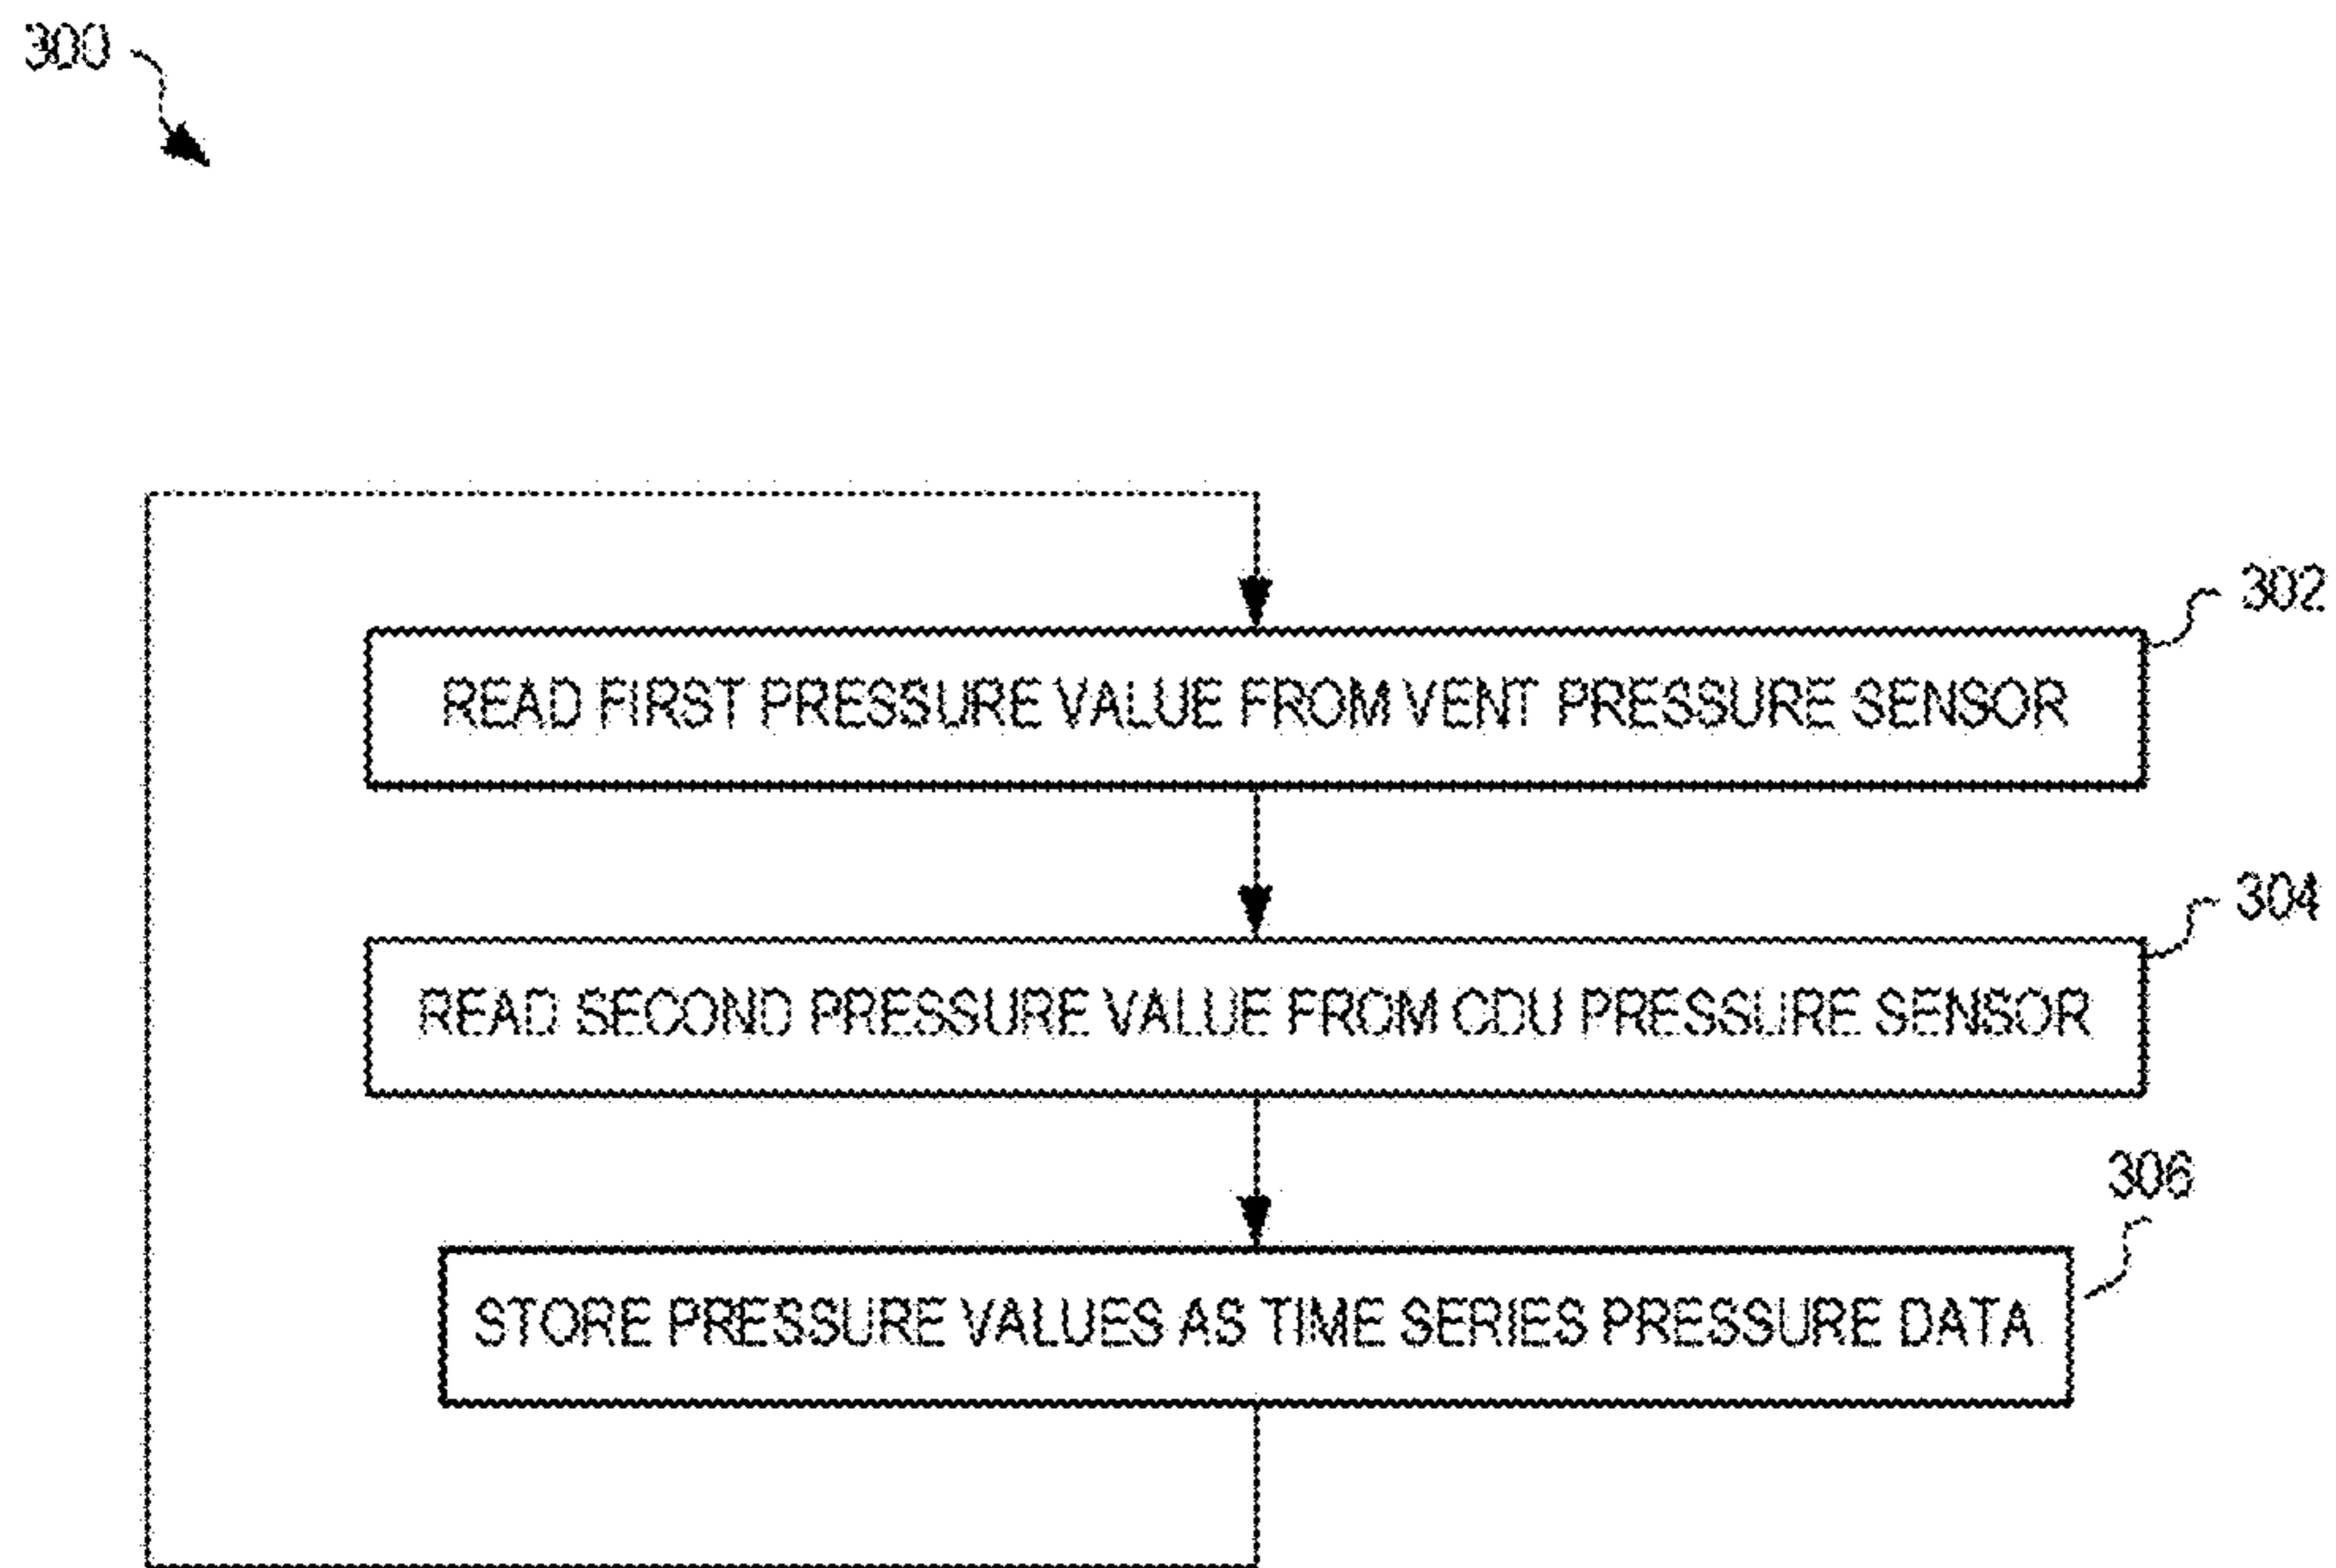 300
302
READ FIRST PRESSURE VALUE FROM VENT PRESSURE SENSOR
304
READ SECOND PRESSURE VALUE FROM CDU PRESSURE SENSOR
306
STORE PRESSURE VALUES AS TIME SERIES PRESSURE DATA